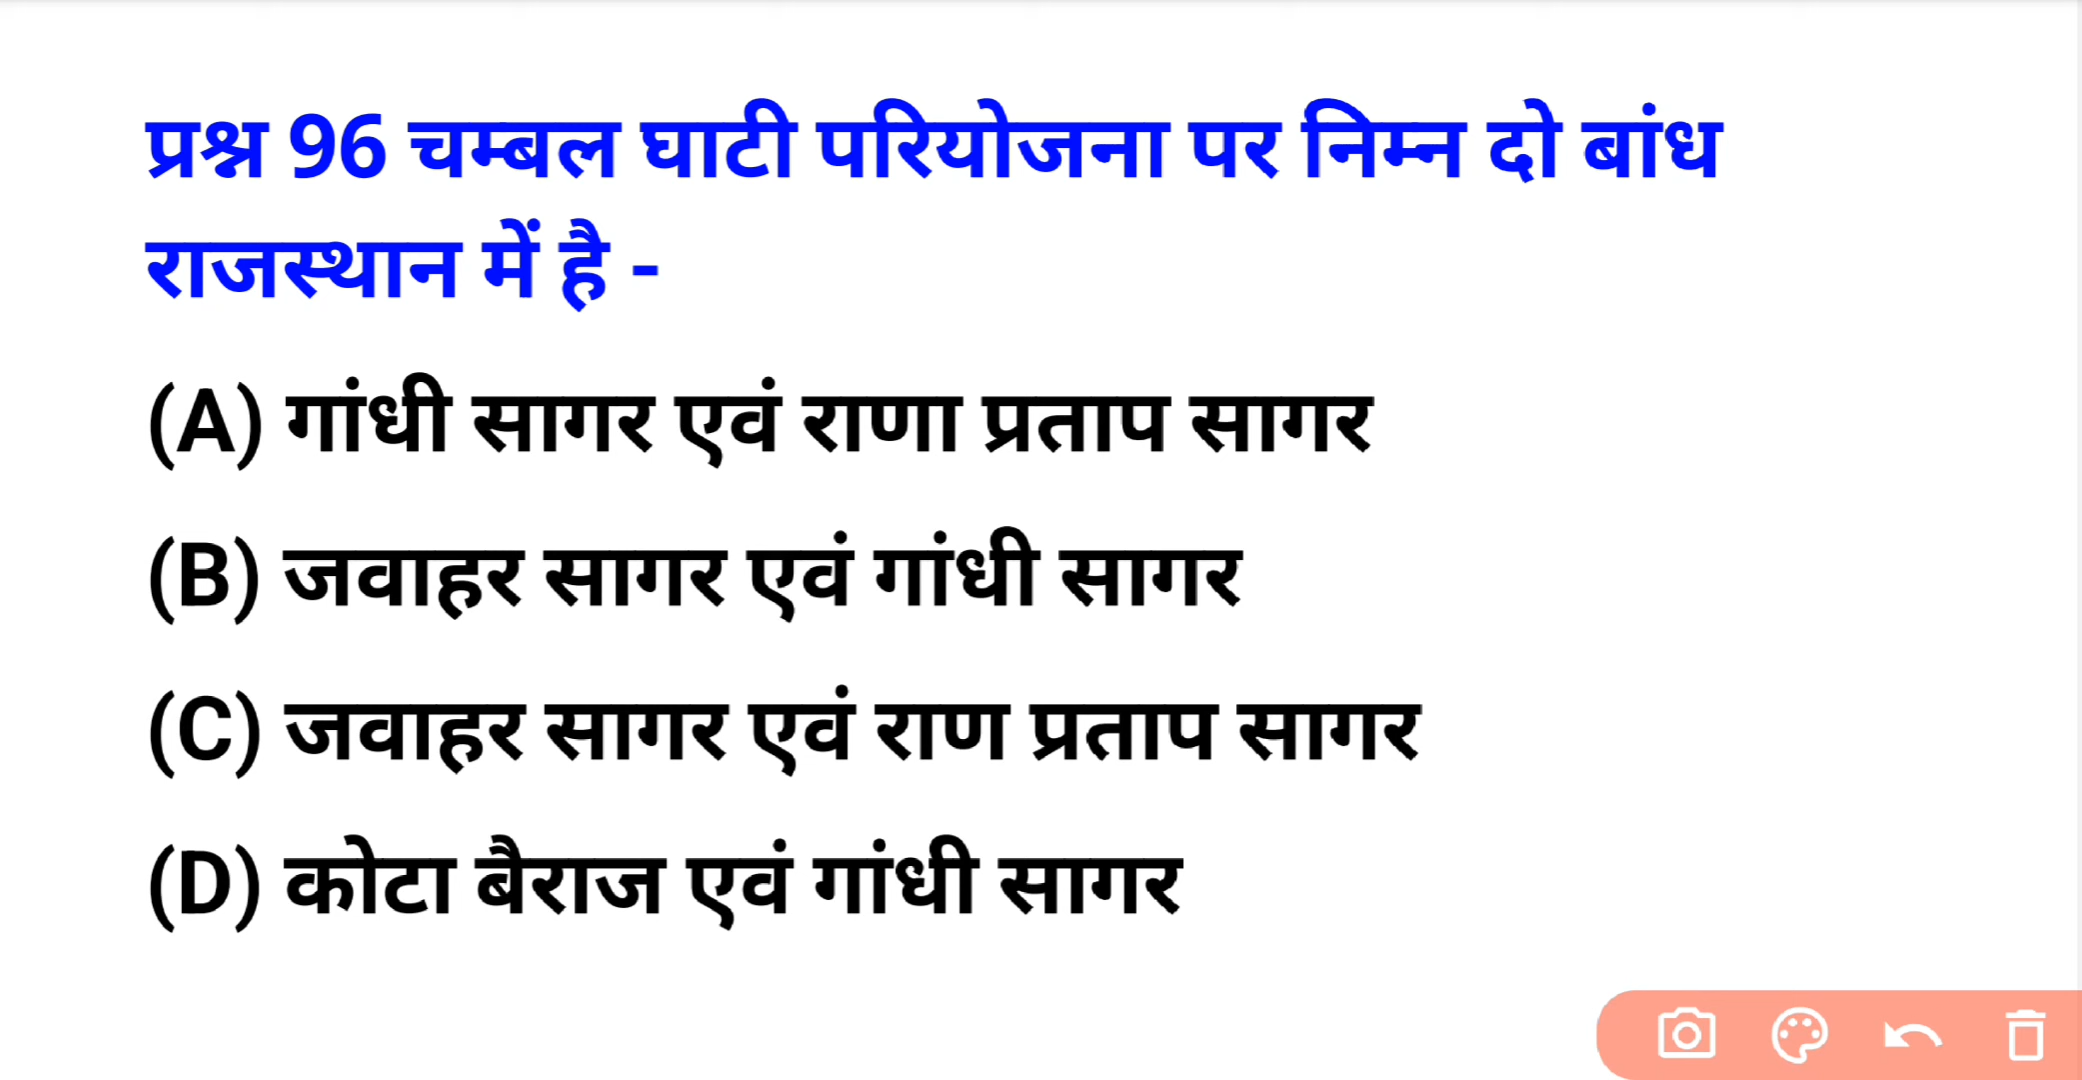 प्रश्न 96 चम्बल घाटी परियोजना पर निम्न दो बांध
राजस्थान में है -
(A) गांधी सागर एवं राणा प्रताप सागर
(B) जवाहर सागर एवं गांधी सागर
(C) जवाहर सागर एवं राण प्रताप सागर
(D) कोटा बैराज एवं गांधी सागर